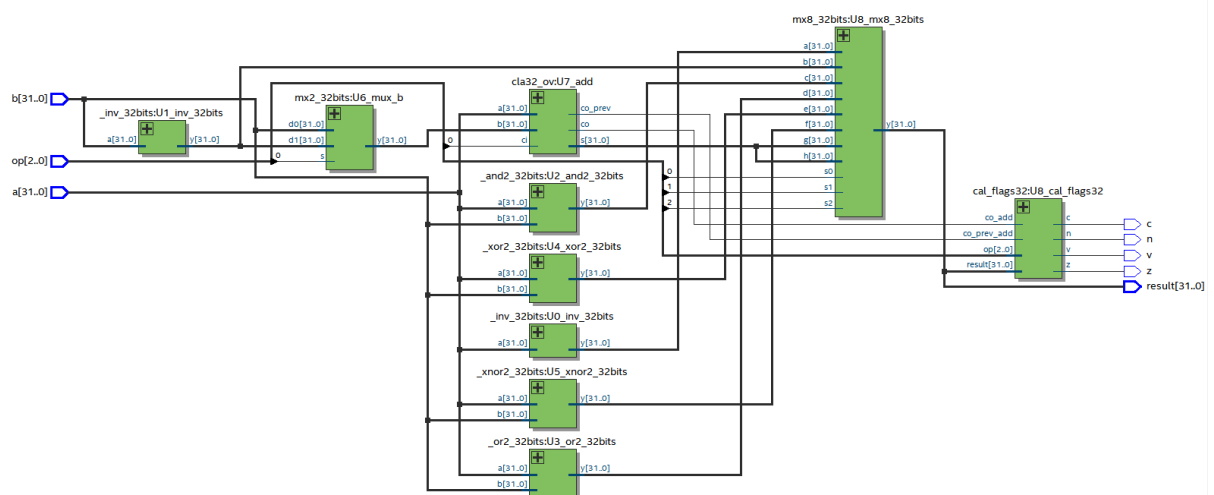 mx8_32bits:U8_mx8_32bits
a[31..0]
b[31..0]
c[31..0]
d[31..0]
e[31..0]
f[31..0]
g[31..0]
h[31..0]
s0
s1
s2
y[31..0]
0
1
2
b[31..0]
op[2..0]
a[31..0]
_inv_32bits:U1_inv_32bits
a[31..0] y[31..0]
mx2_32bits:U6_mux_b
d0[31..0]
d1[31..0] y[31..0]
0 s
cla32_ov:U7_add
a[31..0] co_prev
b[31..0] co
0 ci s[31..0]
_and2_32bits:U2_and2_32bits
a[31..0] y[31..0]
b[31..0]
_xor2_32bits:U4_xor2_32bits
a[31..0] y[31..0]
b[31..0]
_inv_32bits:U0_inv_32bits
a[31..0] y[31..0]
_xnor2_32bits:U5_xnor2_32bits
a[31..0] y[31..0]
b[31..0]
_or2_32bits:U3_or2_32bits
a[31..0] y[31..0]
b[31..0]
cal_flags32:U8_cal_flags32
co_add c
co_prev_add n
op[2..0] v
result[31..0] z
c
n
v
z
result[31..0]